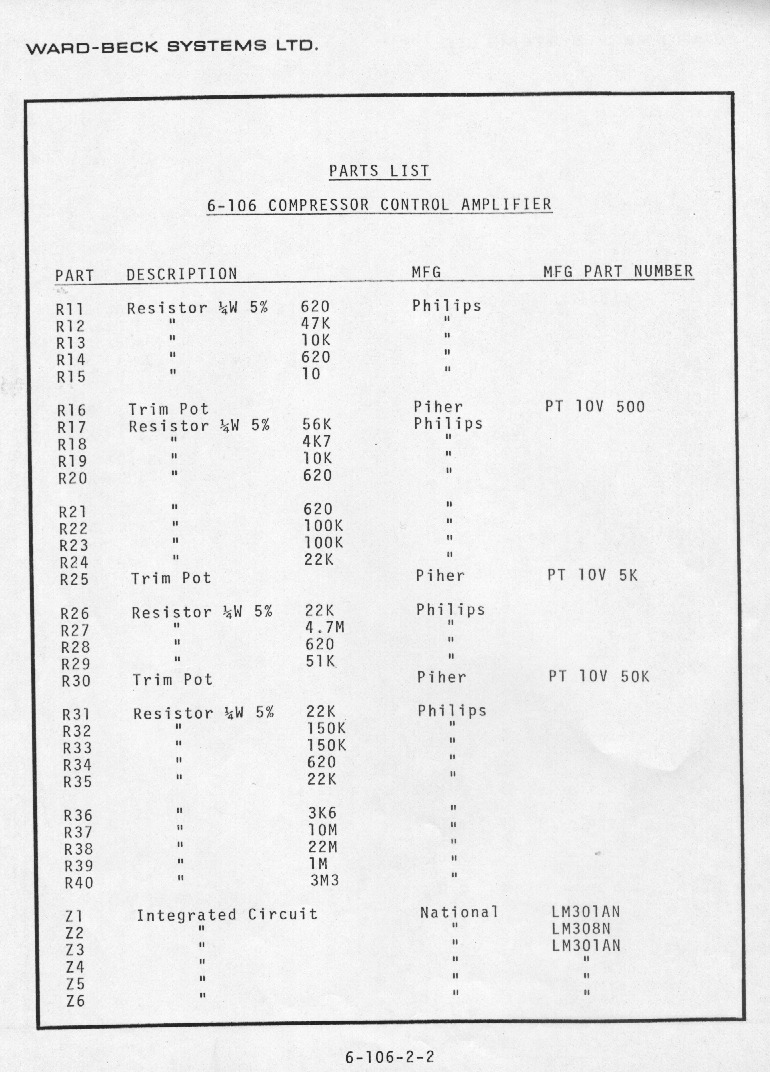 WARD-BECK SYSTEMS LTD.
PARTS LIST
6-106 COMPRESSOR CONTROL AMPLIFIER
PART DESCRIPTION MFG MFG PART NUMBER
R11 Resistor ¼W 5% 620 Philips
R12 " 47K "
R13 " 10K "
R14 " 620 "
R15 " 10 "
R16 Trim Pot Piher PT 10V 500
R17 Resistor ¼W 5% 56K Philips
R18 " 4K7 "
R19 " 10K "
R20 " 620 "
R21 " 620 "
R22 " 100K "
R23 " 100K "
R24 " 22K "
R25 Trim Pot Piher PT 10V 5K
R26 Resistor ¼W 5% 22K Philips
R27 " 4.7M "
R28 " 620 "
R29 " 51K "
R30 Trim Pot Piher PT 10V 50K
R31 Resistor ¼W 5% 22K Philips
R32 " 150K "
R33 " 150K "
R34 " 620 "
R35 " 22K "
R36 " 3K6 "
R37 " 10M "
R38 " 22M "
R39 " 1M "
R40 " 3M3 "
Z1 Integrated Circuit National LM301AN
Z2 " " LM308N
Z3 " " LM301AN
Z4 " " "
Z5 " " "
Z6 " " "
6-106-2-2